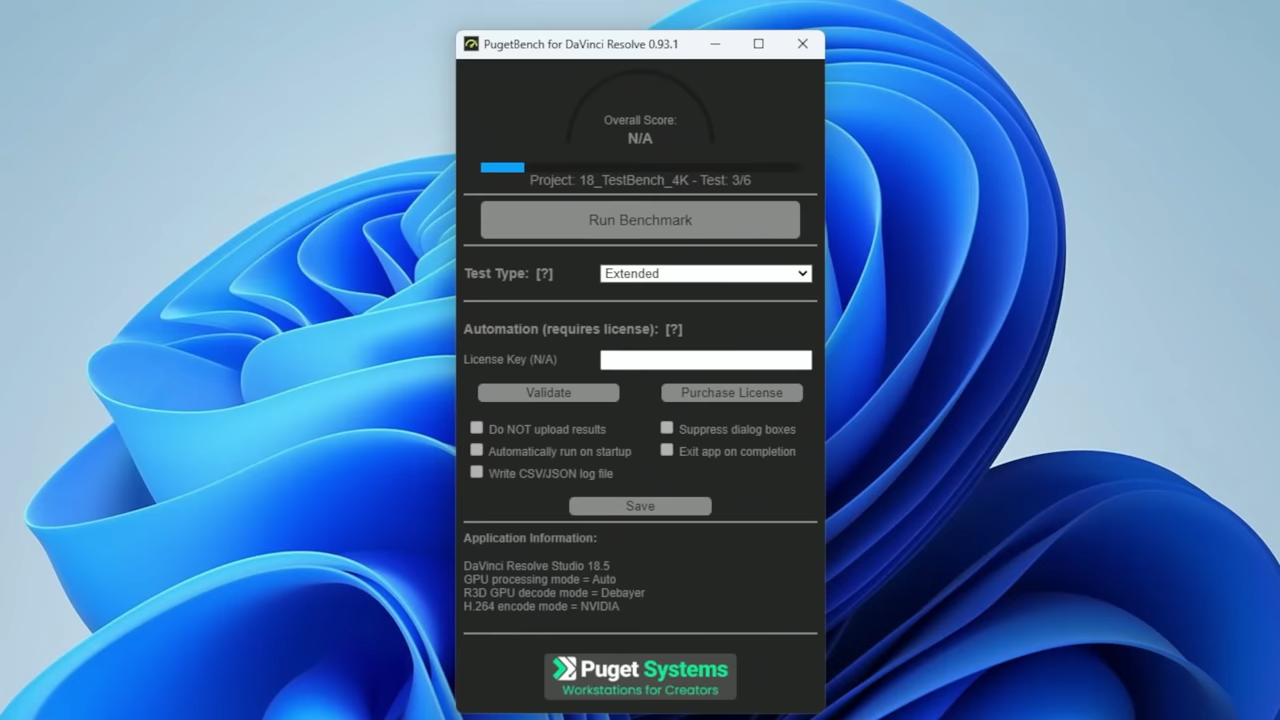 PugetBench for DaVinci Resolve 0.93.1
Overall Score:
N/A
Project: 18_TestBench_4K - Test: 3/6
Run Benchmark
Test Type: [?] Extended
Automation (requires license): [?]
License Key (N/A)
Validate Purchase License
Do NOT upload results Suppress dialog boxes
Automatically run on startup Exit app on completion
Write CSV/JSON log file
Save
Application Information:
DaVinci Resolve Studio 18.5
GPU processing mode = Auto
R3D GPU decode mode = Debayer
H.264 encode mode = NVIDIA
Puget Systems
Workstations for Creators